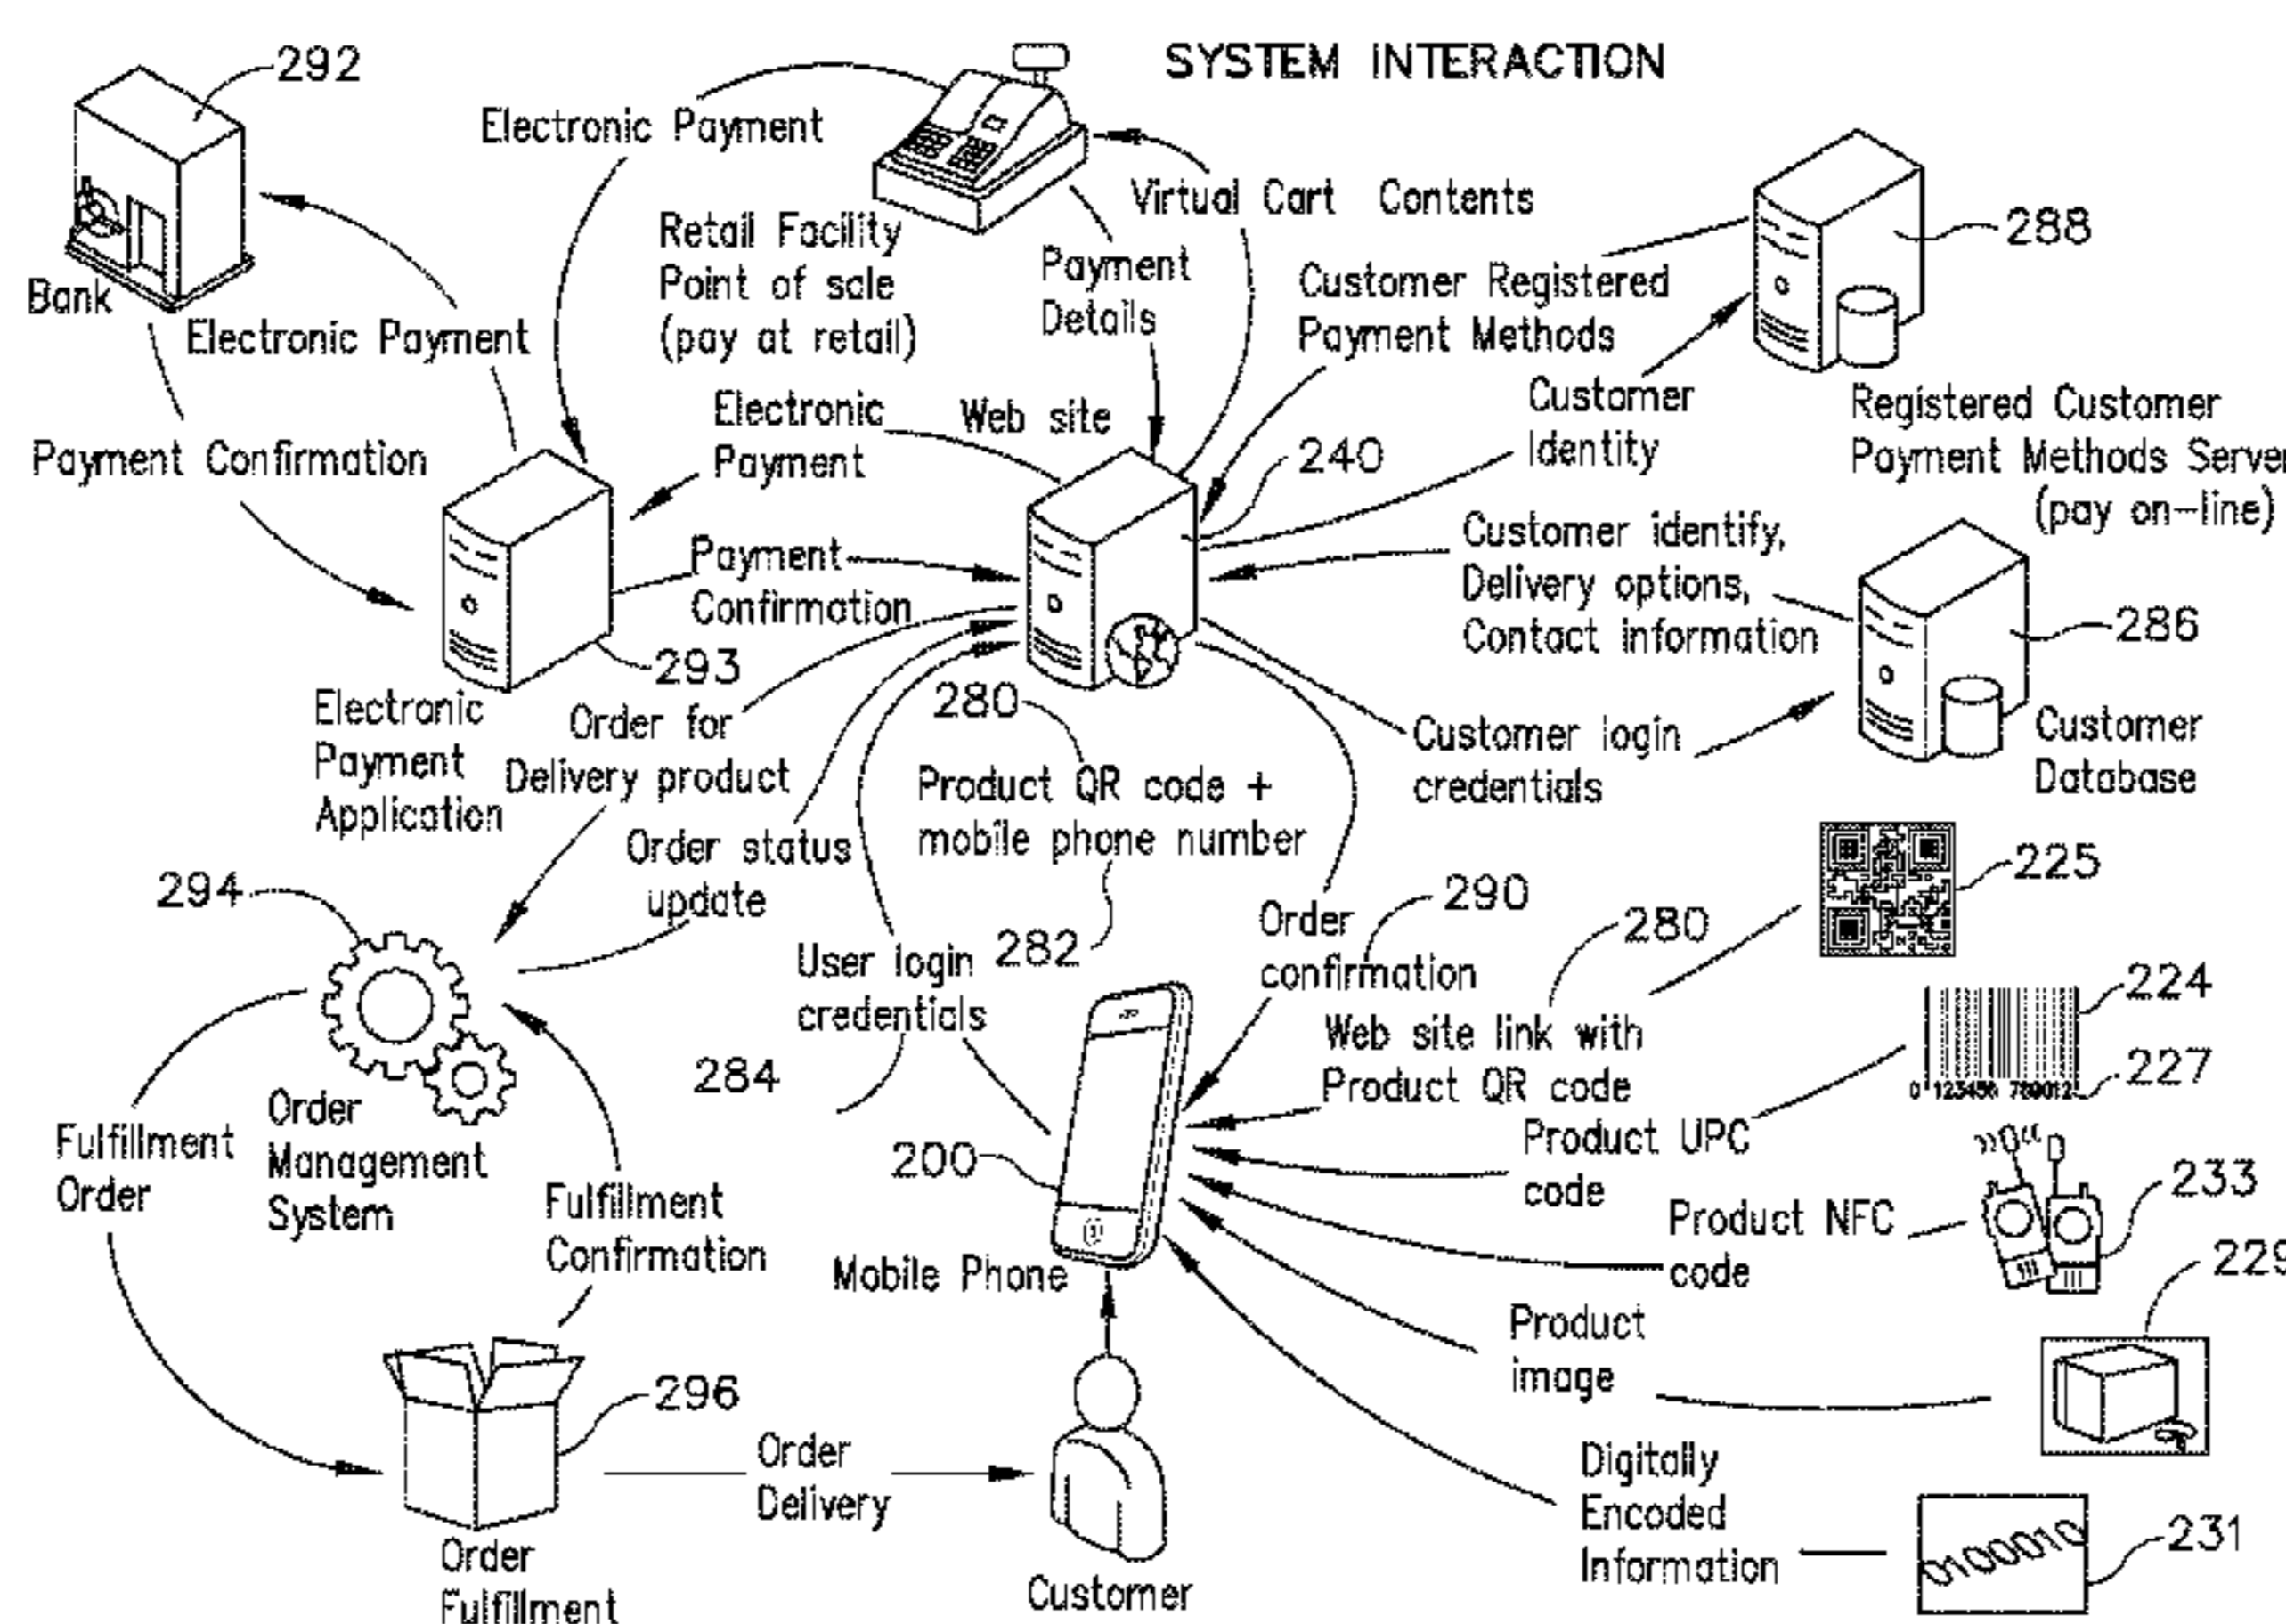 SYSTEM INTERACTION
292
Electronic Payment
Bank
Retail Facility
Point of sale
(pay at retail)
Virtual Cart Contents
Payment
Details
Customer Registered
Payment Methods
288
Electronic Payment
Payment Confirmation
Electronic
Payment
Web site
240
Customer
Identity
Registered Customer
Payment Methods Server
(pay on-line)
Payment
Confirmation
293
Electronic
Payment
Application
Customer identify,
Delivery options,
Contact information
286
Customer
Database
Order for
Delivery product
280
Product QR code +
mobile phone number
282
Customer login
credentials
Order status
update
294
Order
Management
System
User login
credentials
284
Order
confirmation
290
280
Web site link with
Product QR code
225
224
227
0 123456 789012
Product UPC
code
200
Mobile Phone
Product NFC
code
233
229
Fulfillment
Order
Fulfillment
Confirmation
Product
image
296
Order
Delivery
Order
Fulfillment
Customer
Digitally
Encoded
Information
0100010
231